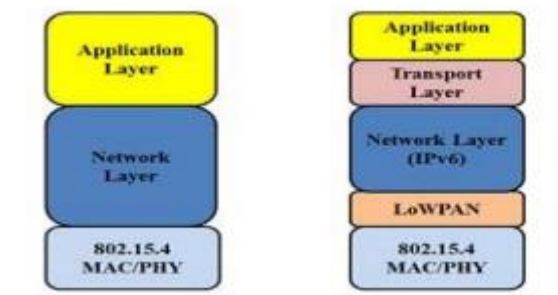 Application
Layer
Network
Layer
802.15.4
MAC/PHY
Application
Layer
Transport
Layer
Network Layer
(IPv6)
LoWPAN
802.15.4
MAC/PHY